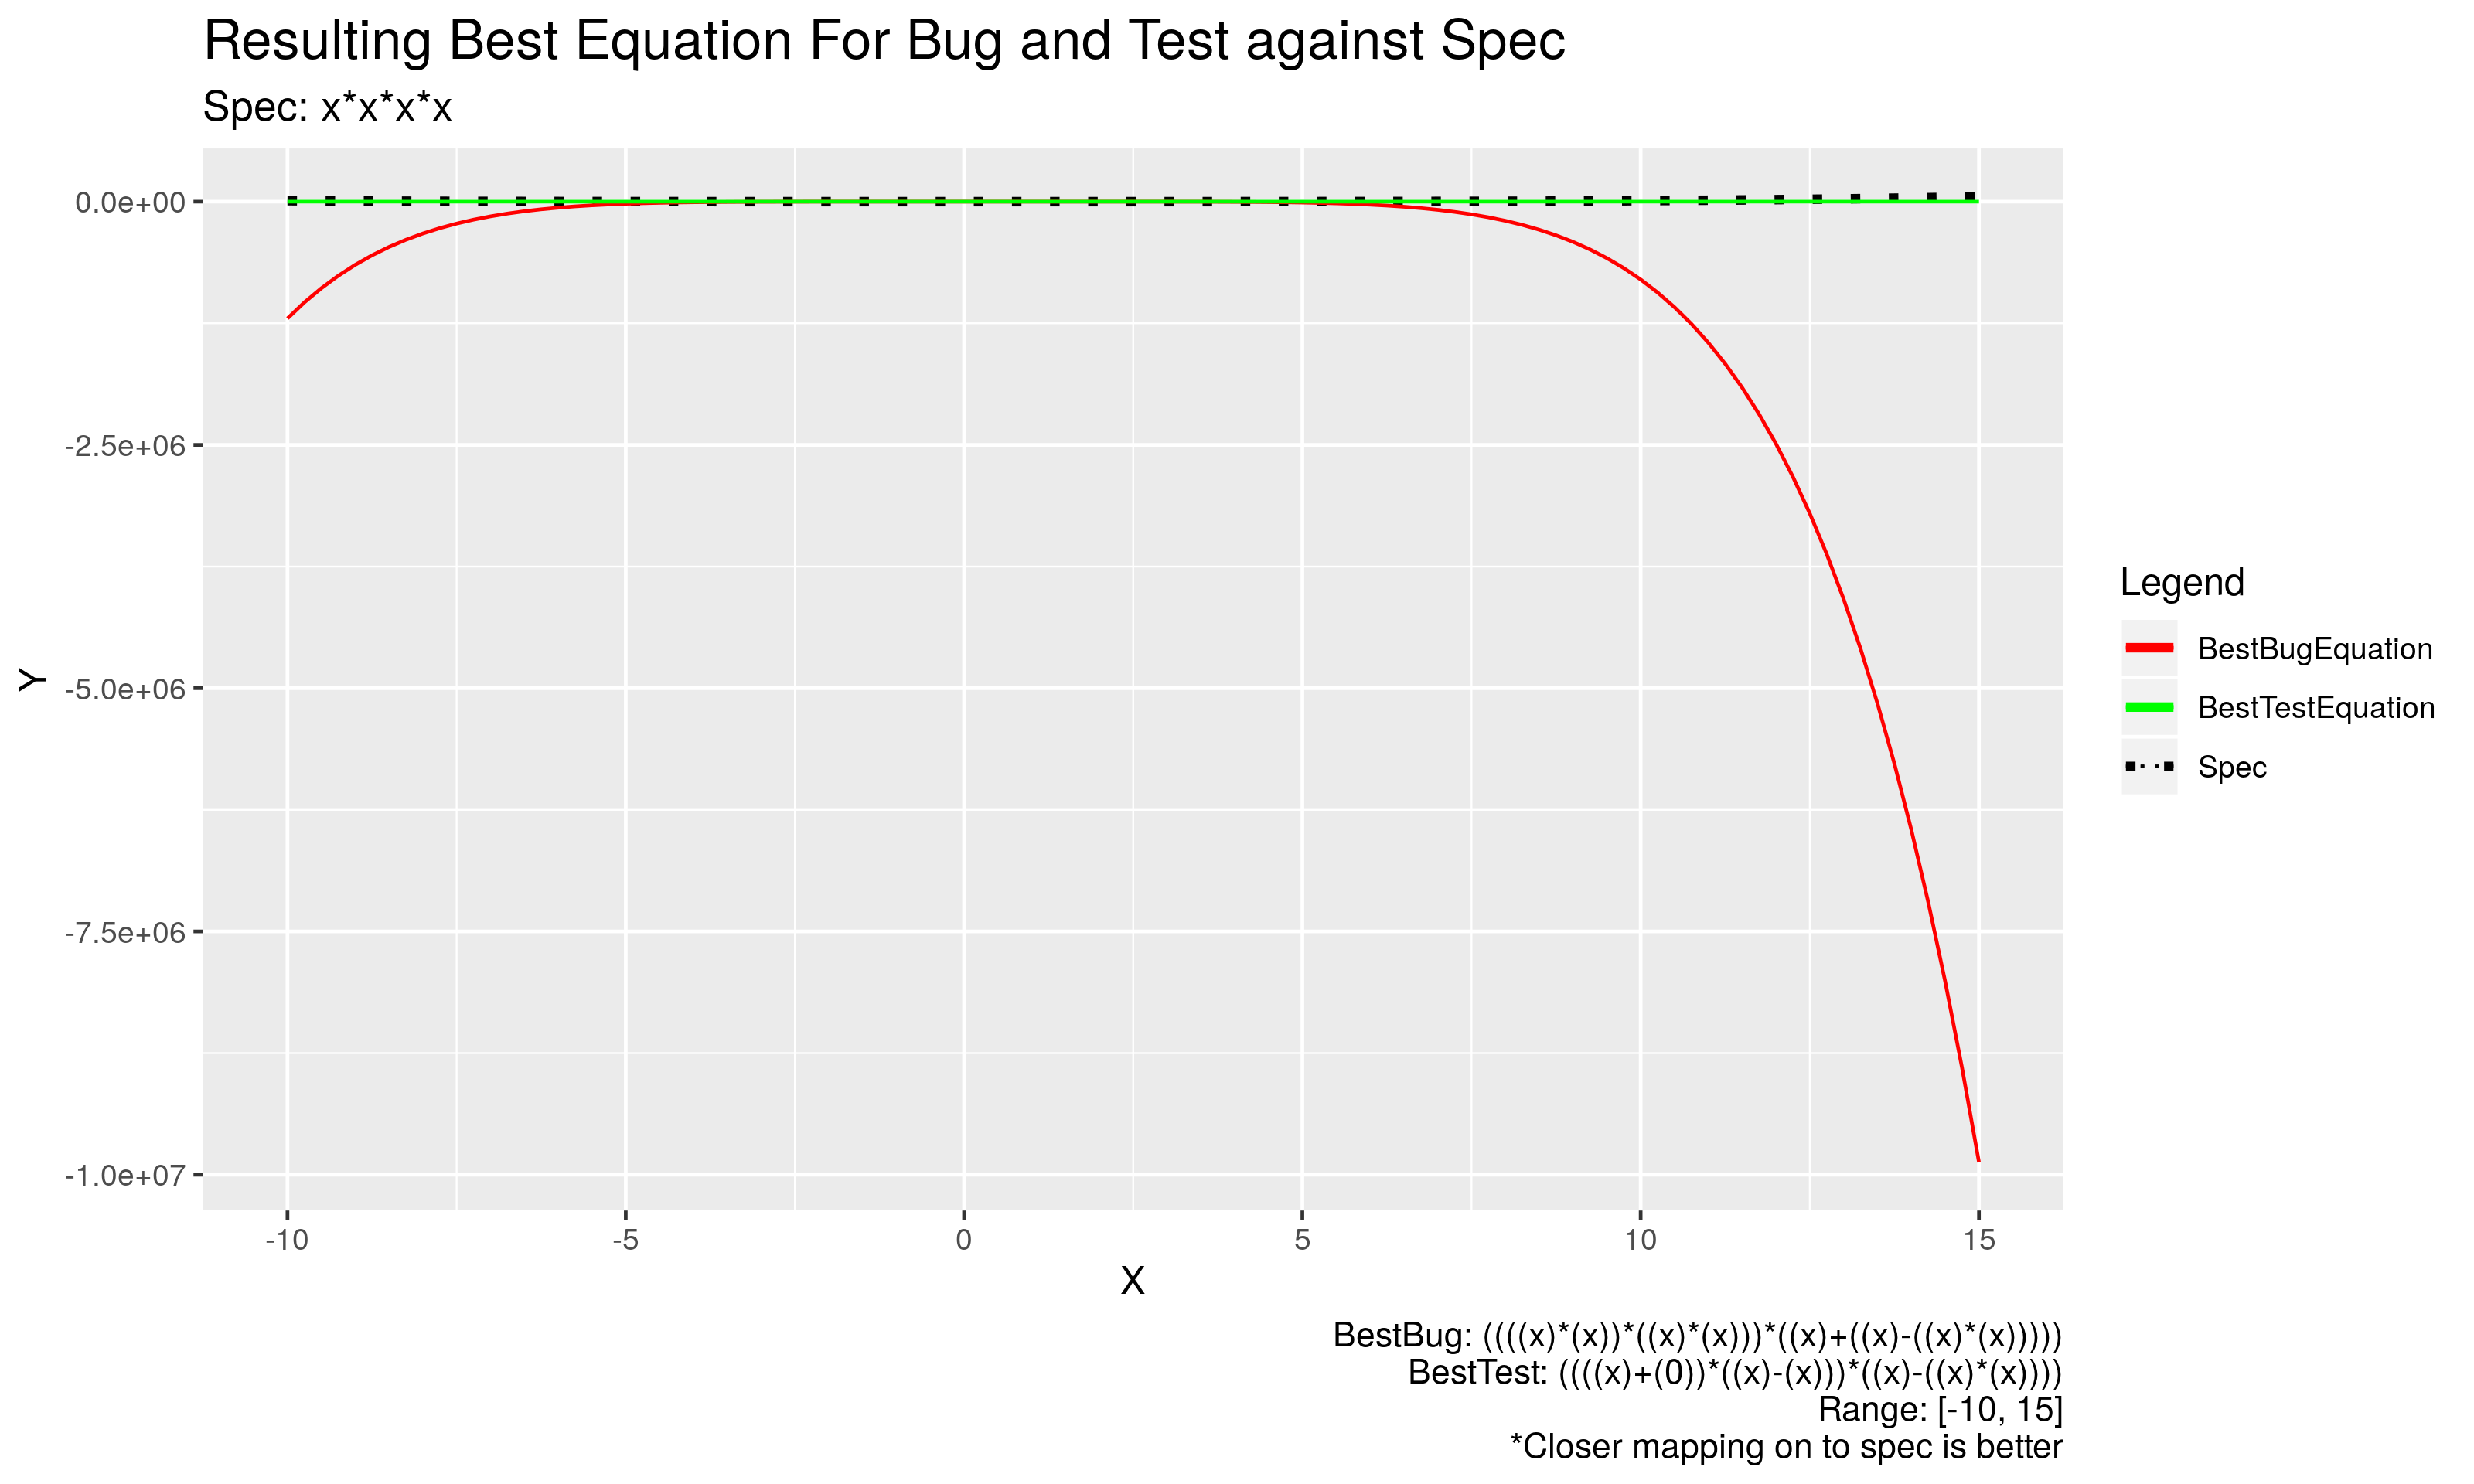 Resulting Best Equation For Bug and Test against Spec
Spec: x*x*x*x
0.0e+00
-2.5e+06
-5.0e+06
-7.5e+06
-1.0e+07
Y
-10 -5 0 5 10 15
X
Legend
BestBugEquation
BestTestEquation
Spec
BestBug: ((((x)*(x))*((x)*(x)))*((x)+((x)-((x)*(x)))))
BestTest: ((((x)+(0))*((x)-(x)))*((x)-((x)*(x))))
Range: [-10, 15]
*Closer mapping on to spec is better